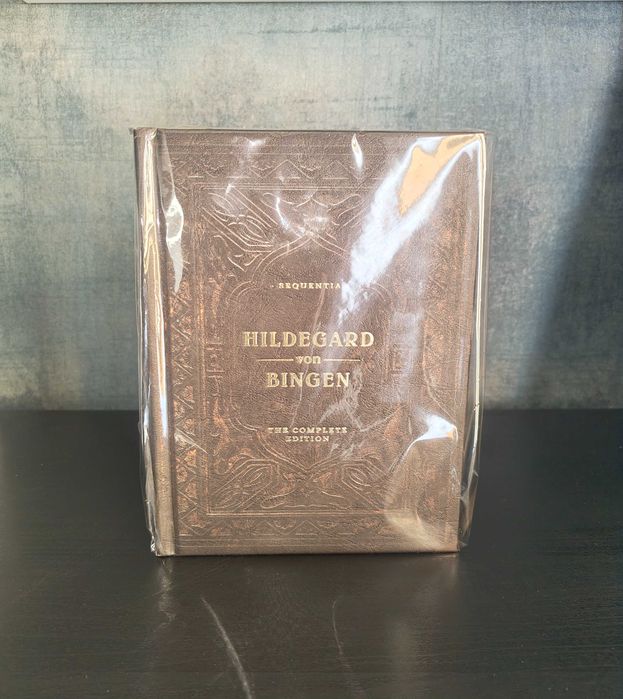 - SEQUENTIA
HILDEGARD
von
BINGEN
THE COMPLETE
EDITION